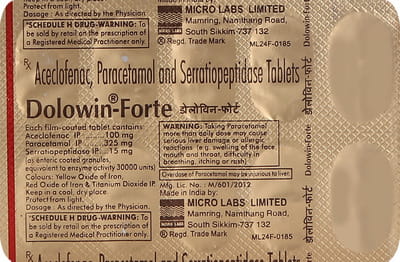 Protect from light.
Dosage : As directed by the Physician.
"SCHEDULE H DRUG-WARNING: To
be sold by retail on the prescription of
a Registered Medical Practitioner only.
MICRO LABS LIMITED
Mamring, Namthang Road,
South Sikkim-737 132
® Regd. Trade Mark
ML24F-0185
Rx Aceclofenac, Paracetamol and Serratiopeptidase Tablets
Dolowin®-Forte डोलोविन-फोर्ट
Each film-coated tablet contains:
Aceclofenac IP ......100 mg
Paracetamol IP ......325 mg
Serratiopeptidase IP ....15 mg
as enteric coated granules,
equivalent to enzyme activity 30000 units)
Colours: Yellow Oxide of Iron,
Red Oxide of Iron & Titanium Dioxide IP.
Keep in a cool, dry place.
Protect from light.
Dosage : As directed by the Physician.
"SCHEDULE H DRUG-WARNING: To
be sold by retail on the prescription of
a Registered Medical Practitioner only.
WARNING: Taking Paracetamol
more than daily dose may cause
serious liver damage or allergic
reactions (e.g. swelling of the face,
mouth and throat, difficulty in
breathing, itching or rash)
Overdose of Paracetamol may be injurious to liver.
Mfg. Lic. No.: M/601/2012
Made in India by:
MICRO LABS LIMITED
Mamring, Namthang Road,
South Sikkim-737 132
® Regd. Trade Mark
ML24F-0185
Rx Aceclofenac, Paracetamol and Serratiopeptidase Tablets
Dolowin-Forte डोलोविन-फोर्ट